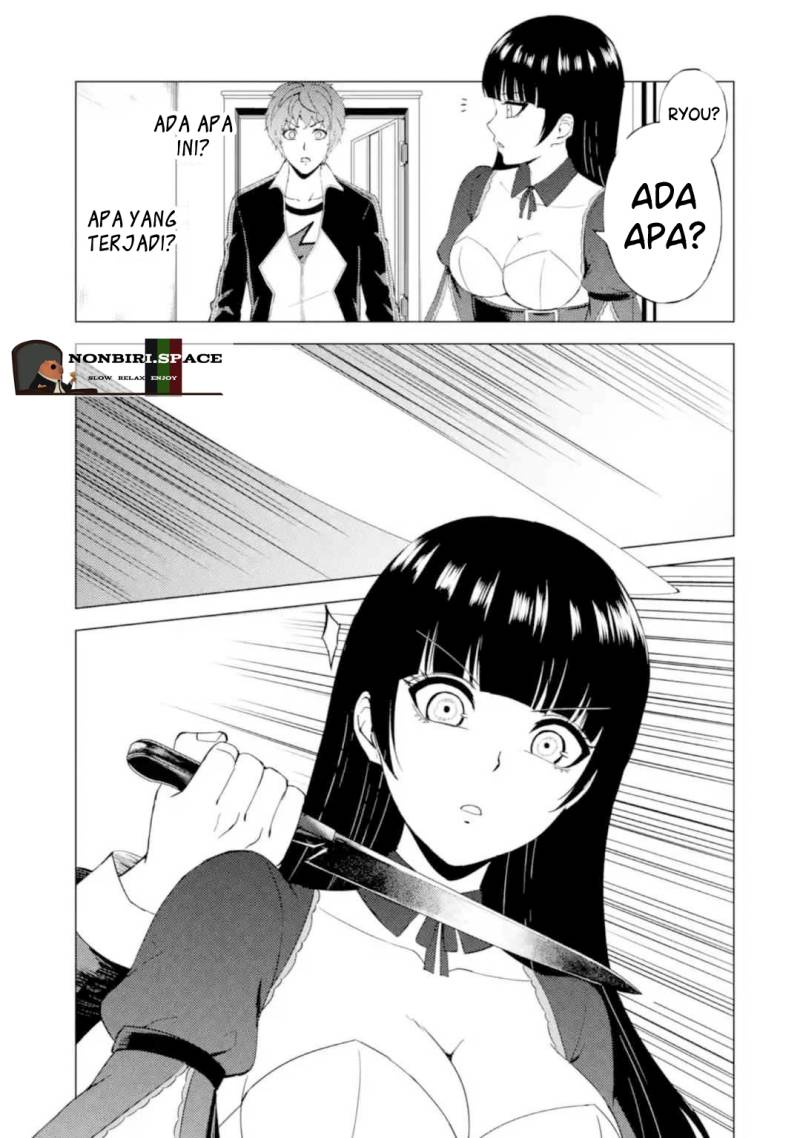 RYOU?
ADA
APA?
ADA APA
INI?
APA YANG
TERJADI?
NONBIRI.SPACE
SLOW RELAX ENJOY